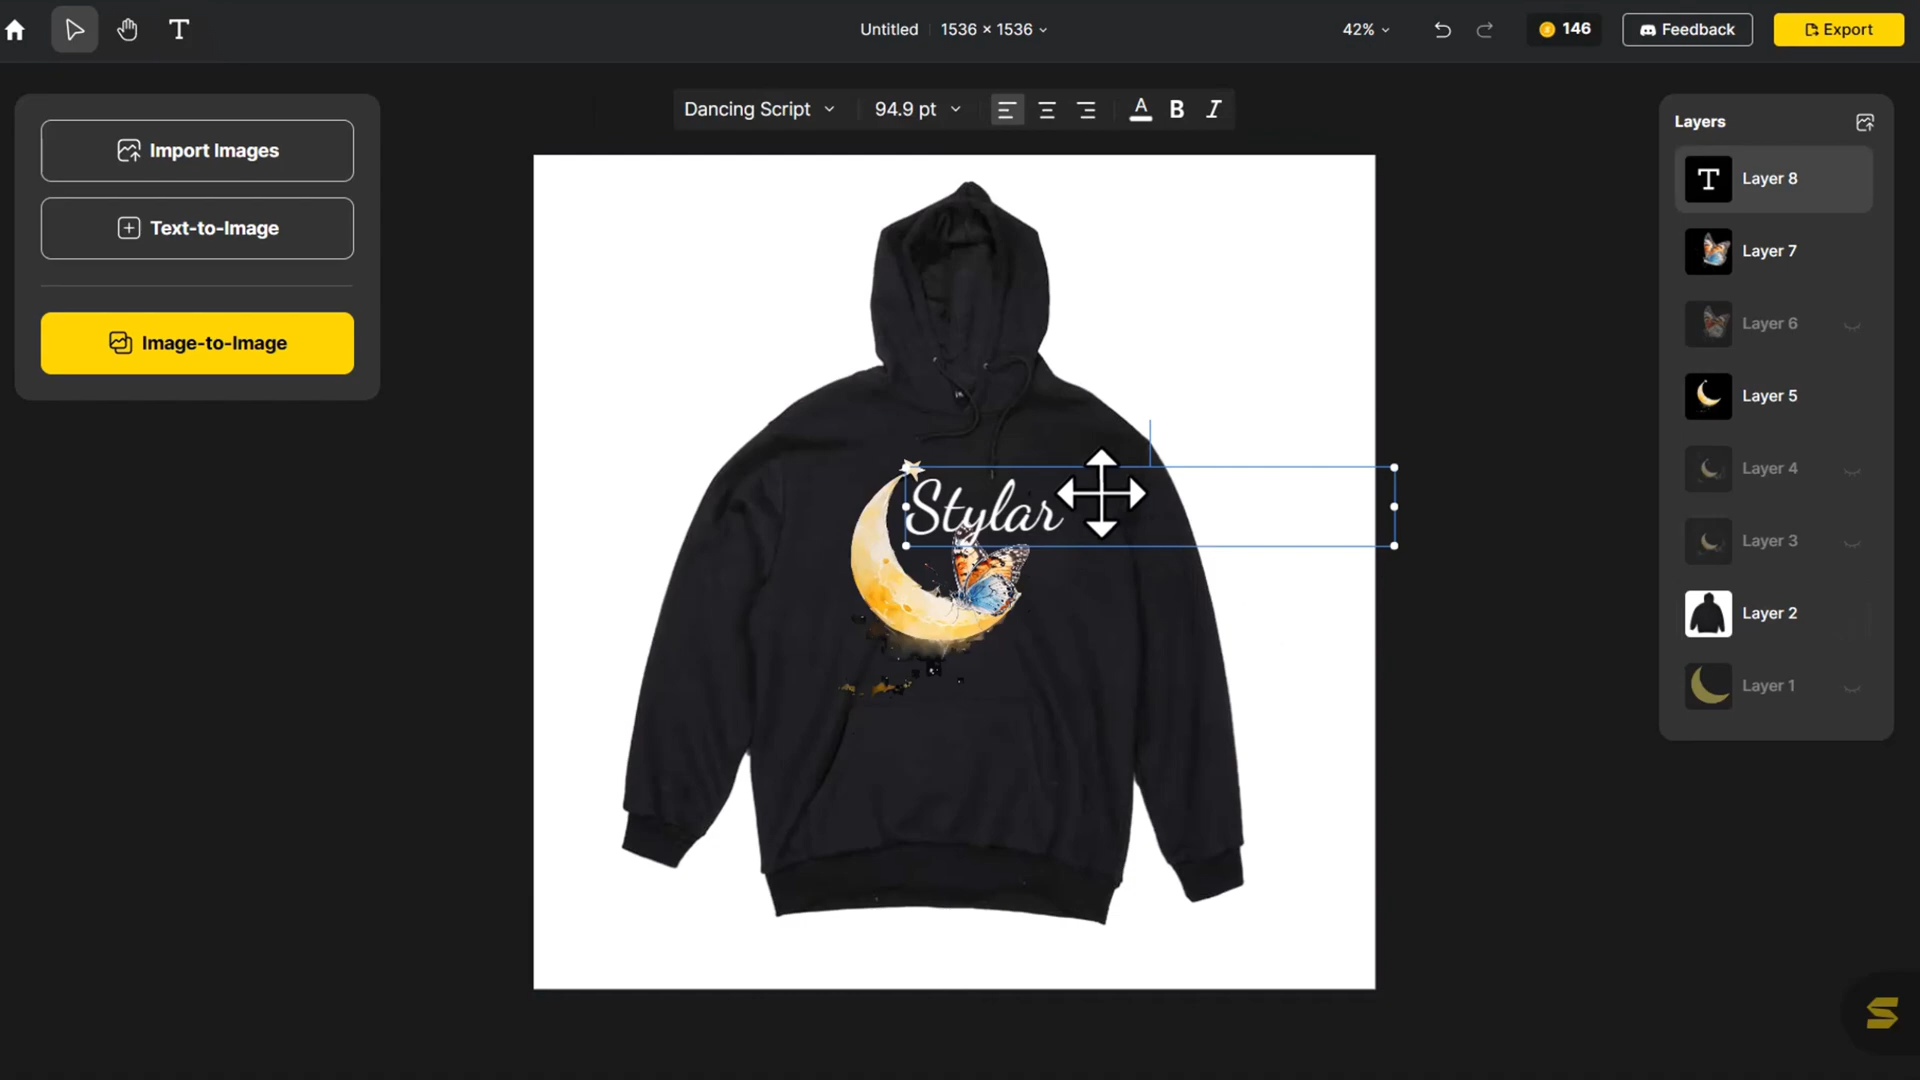 Untitled
1536 × 1536
42%
146
Feedback
Export
Import Images
Text-to-Image
Image-to-Image
Dancing Script
94.9 pt
A B I
Stylar
Layers
Layer 8
Layer 7
Layer 6
Layer 5
Layer 4
Layer 3
Layer 2
Layer 1